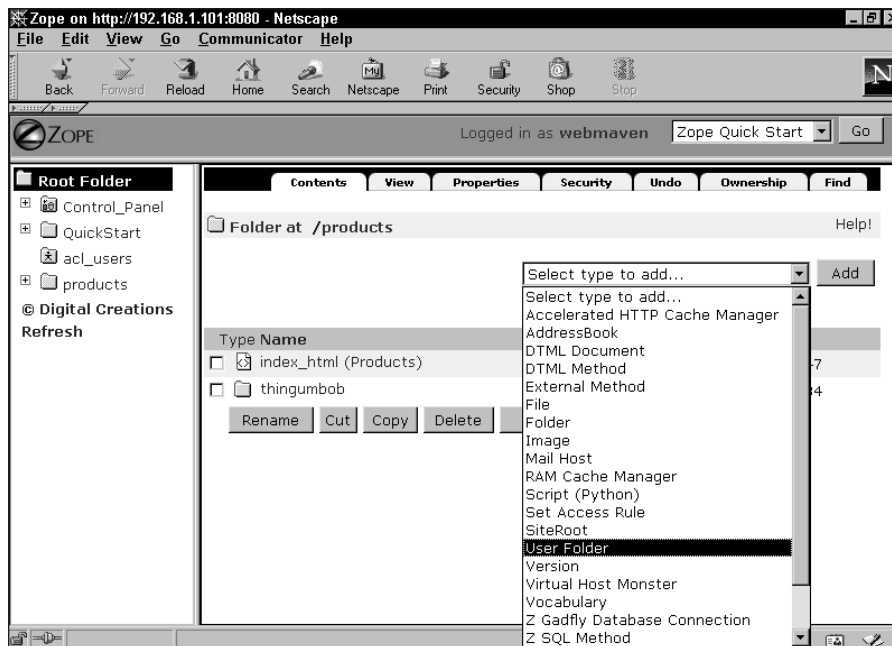 Zope on http://192.168.1.101:8080 - Netscape
File Edit View Go Communicator Help
My
Back Forward Reload Home Search Netscape Print Security Shop Stop
N
ZOPE Logged in as webmaven Zope Quick Start Go
Root Folder
Control_Panel
QuickStart
acl_users
products
© Digital Creations
Refresh
Contents View Properties Security Undo Ownership Find
Folder at /products Help!
Select type to add... Add
Select type to add...
Accelerated HTTP Cache Manager
AddressBook
DTML Document
DTML Method
External Method
File
Folder
Image
Mail Host
RAM Cache Manager
Script (Python)
Set Access Rule
SiteRoot
User Folder
Version
Virtual Host Monster
Vocabulary
Z Gadfly Database Connection
Z SQL Method
Type Name
index_html (Products)
thingumbob
Rename Cut Copy Delete